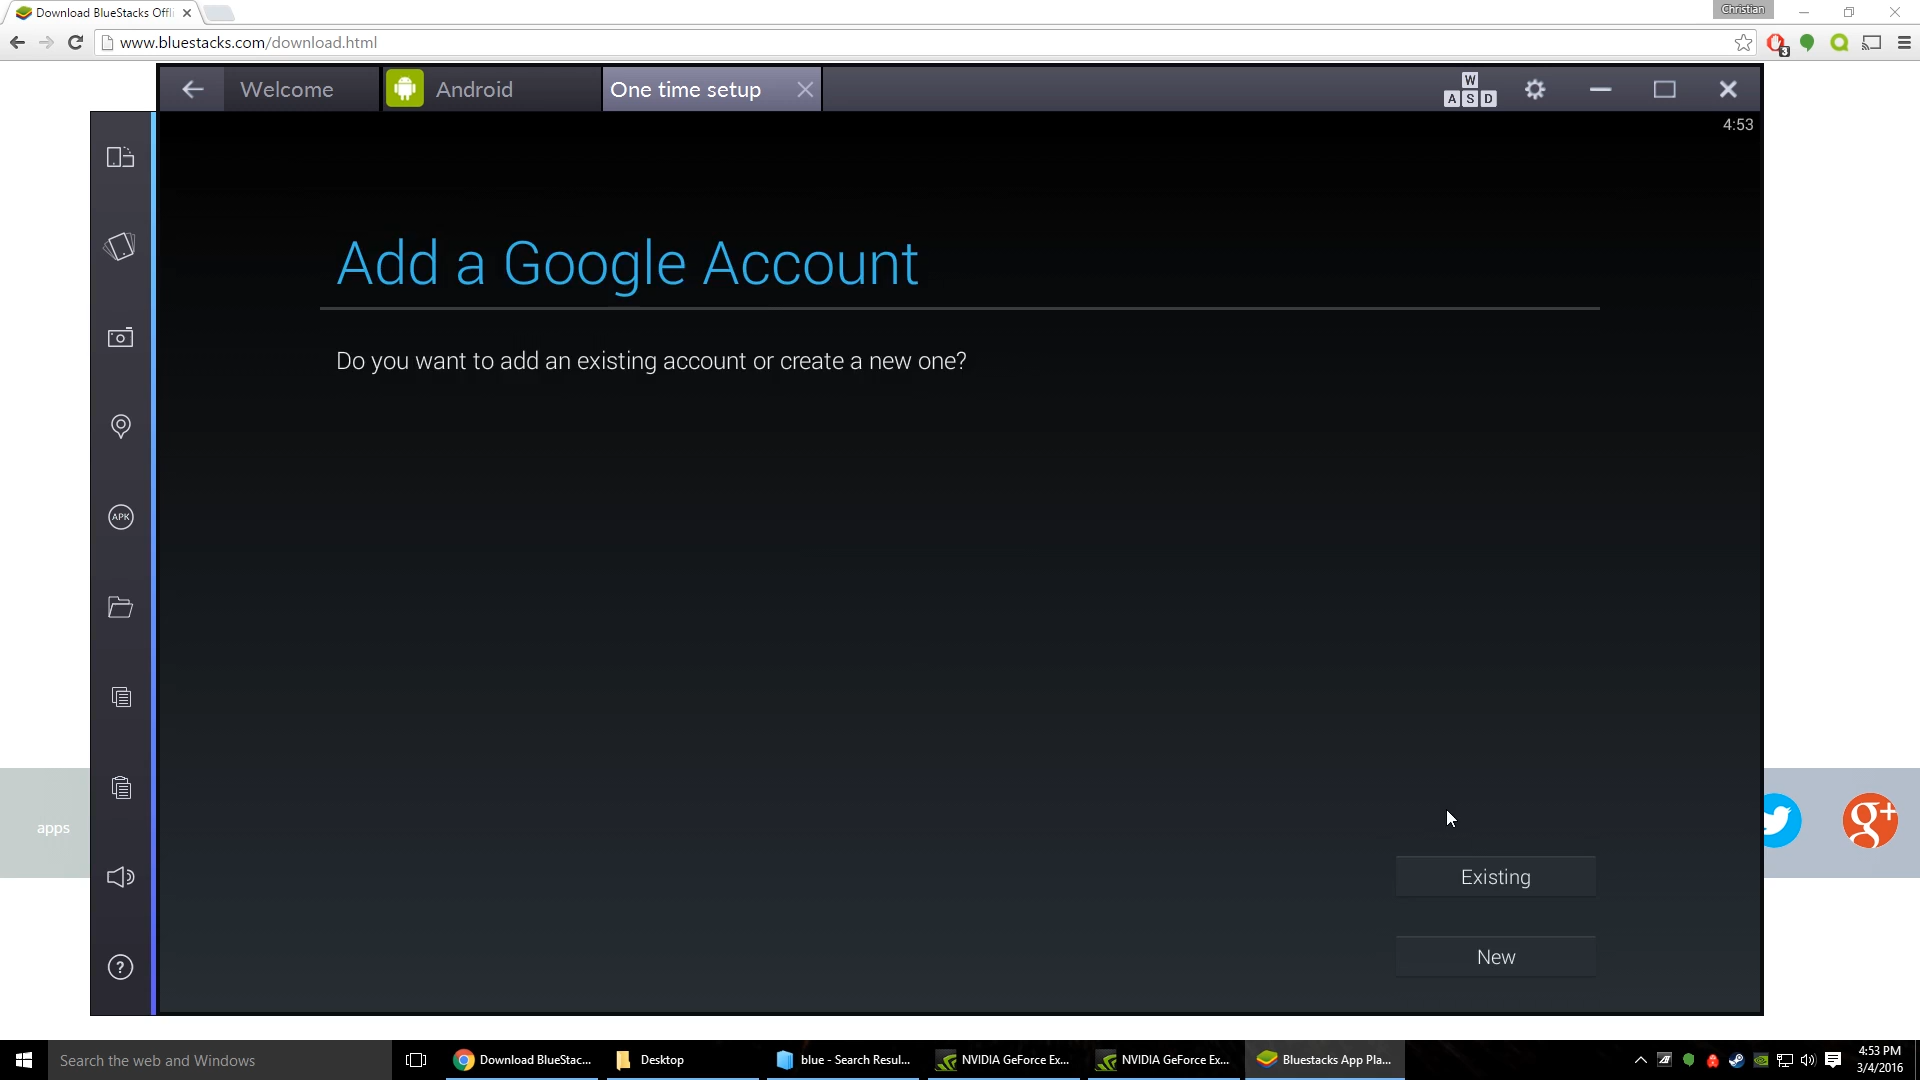 Download BlueStacks Offli
Christian
www.bluestacks.com/download.html
3
Welcome
Android
One time setup
W
A S D
4:53
Add a Google Account
Do you want to add an existing account or create a new one?
APK
apps
g+
Existing
New
?
Search the web and Windows
Download BlueStac...
Desktop
blue - Search Resul...
NVIDIA GeForce Ex...
NVIDIA GeForce Ex...
Bluestacks App Pla...
4:53 PM
3/4/2016